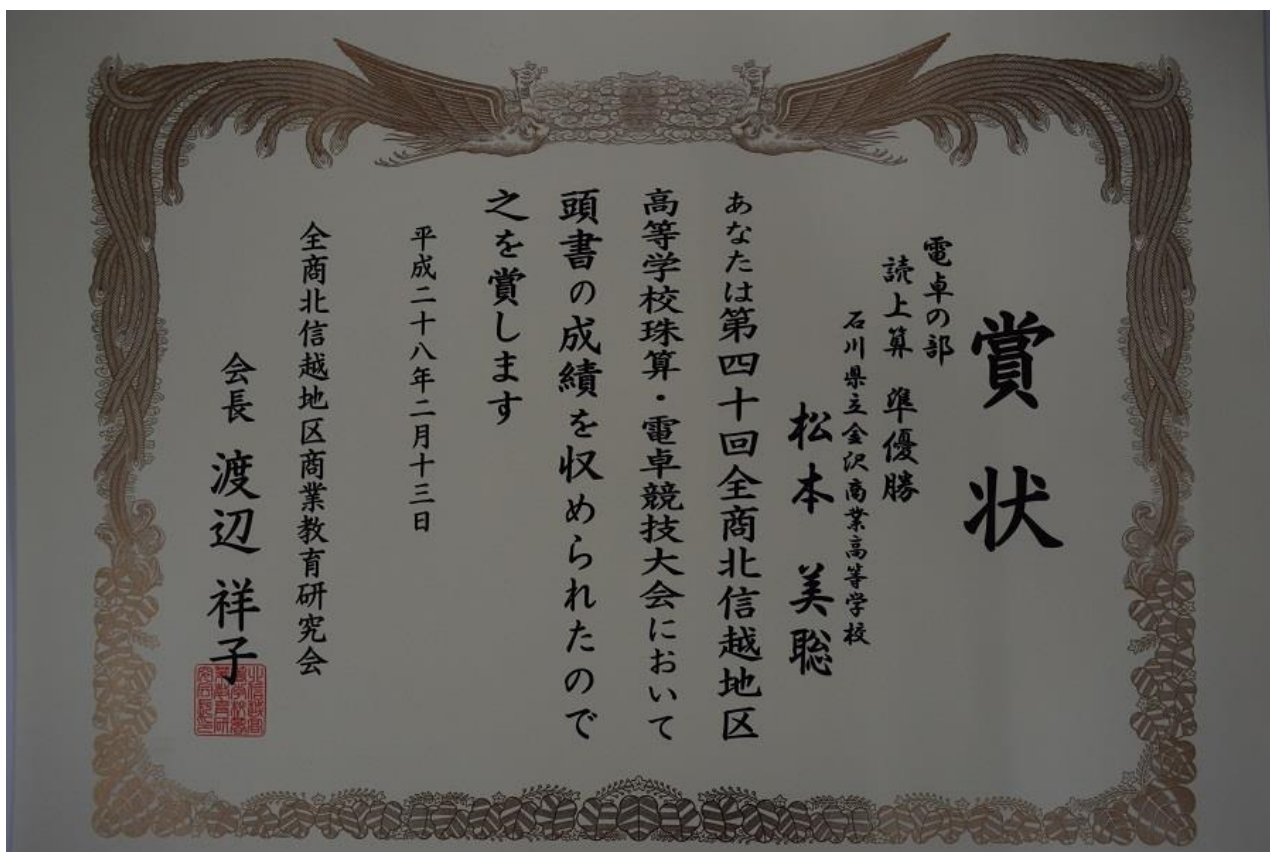 賞状
電卓の部
読上算 準優勝
石川県立金沢商業高等学校
松本 美聡
あなたは第四十回全商北信越地区
高等学校珠算・電卓競技大会において
頭書の成績を収められたので
之を賞します
平成二十八年二月十三日
全商北信越地区商業教育研究会
会長 渡辺 祥子